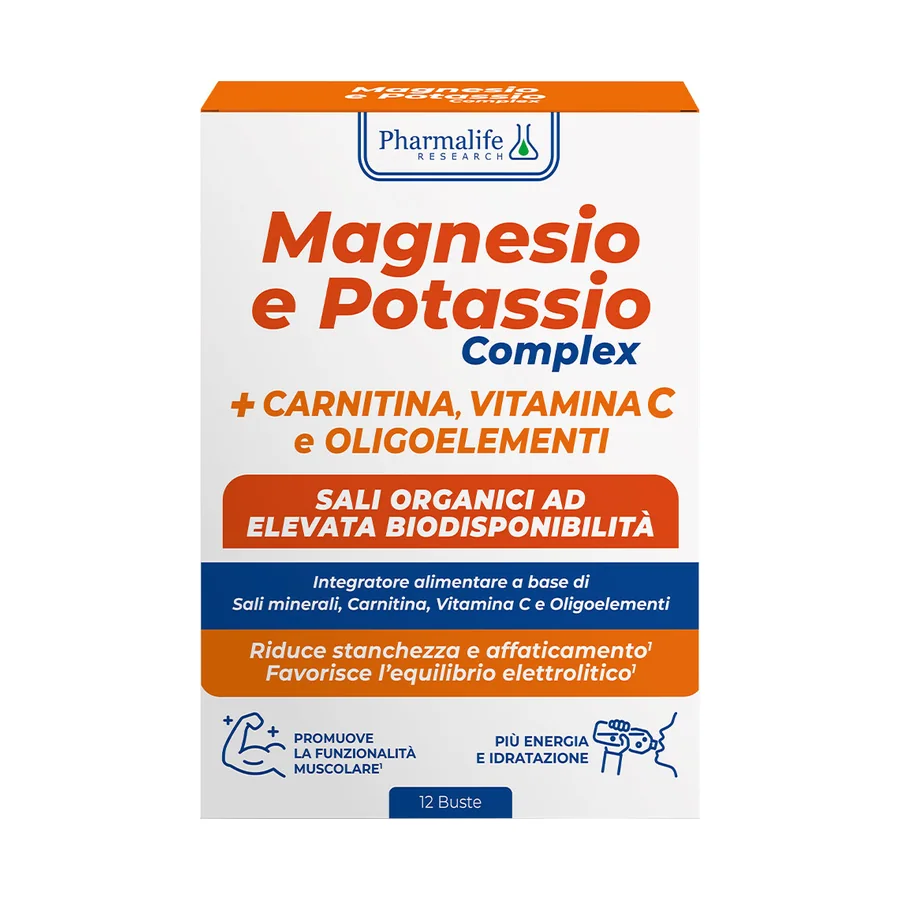 Magnesio
e Potassio
Complex
Pharmalife
RESEARCH
Magnesio
e Potassio
Complex
+ CARNITINA, VITAMINA C
e OLIGOELEMENTI
SALI ORGANICI AD
ELEVATA BIODISPONIBILITÀ
Integratore alimentare a base di
Sali minerali, Carnitina, Vitamina C e Oligoelementi
Riduce stanchezza e affaticamento¹
Favorisce l'equilibrio elettrolitico¹
PROMUOVE
LA FUNZIONALITÀ
MUSCOLARE¹
PIÙ ENERGIA
E IDRATAZIONE
12 Buste